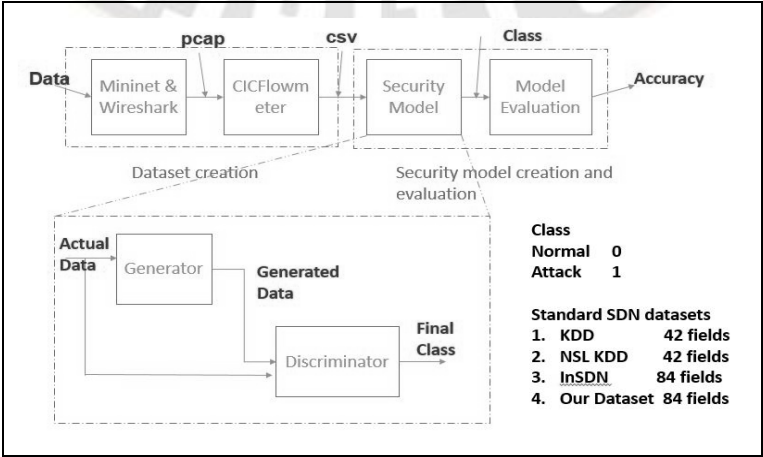 pcap
csv
Class
Data
Mininet &
Wireshark
CICFlowm
eter
Security
Model
Model
Evaluation
Accuracy
Dataset creation
Security model creation and
evaluation
Actual
Data
Generator
Generated
Data
Discriminator
Final
Class
Class
Normal 0
Attack 1
Standard SDN datasets
1. KDD 42 fields
2. NSL KDD 42 fields
3. InSDN 84 fields
4. Our Dataset 84 fields